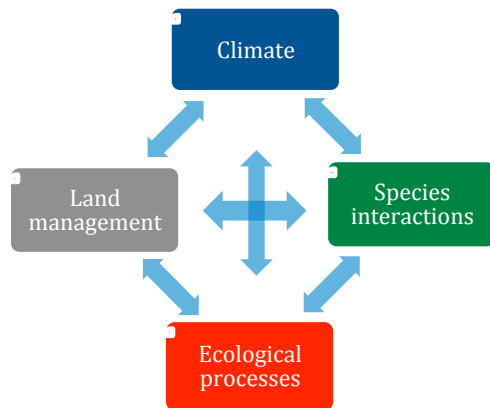 Climate
Land
management
Species
interactions
Ecological
processes